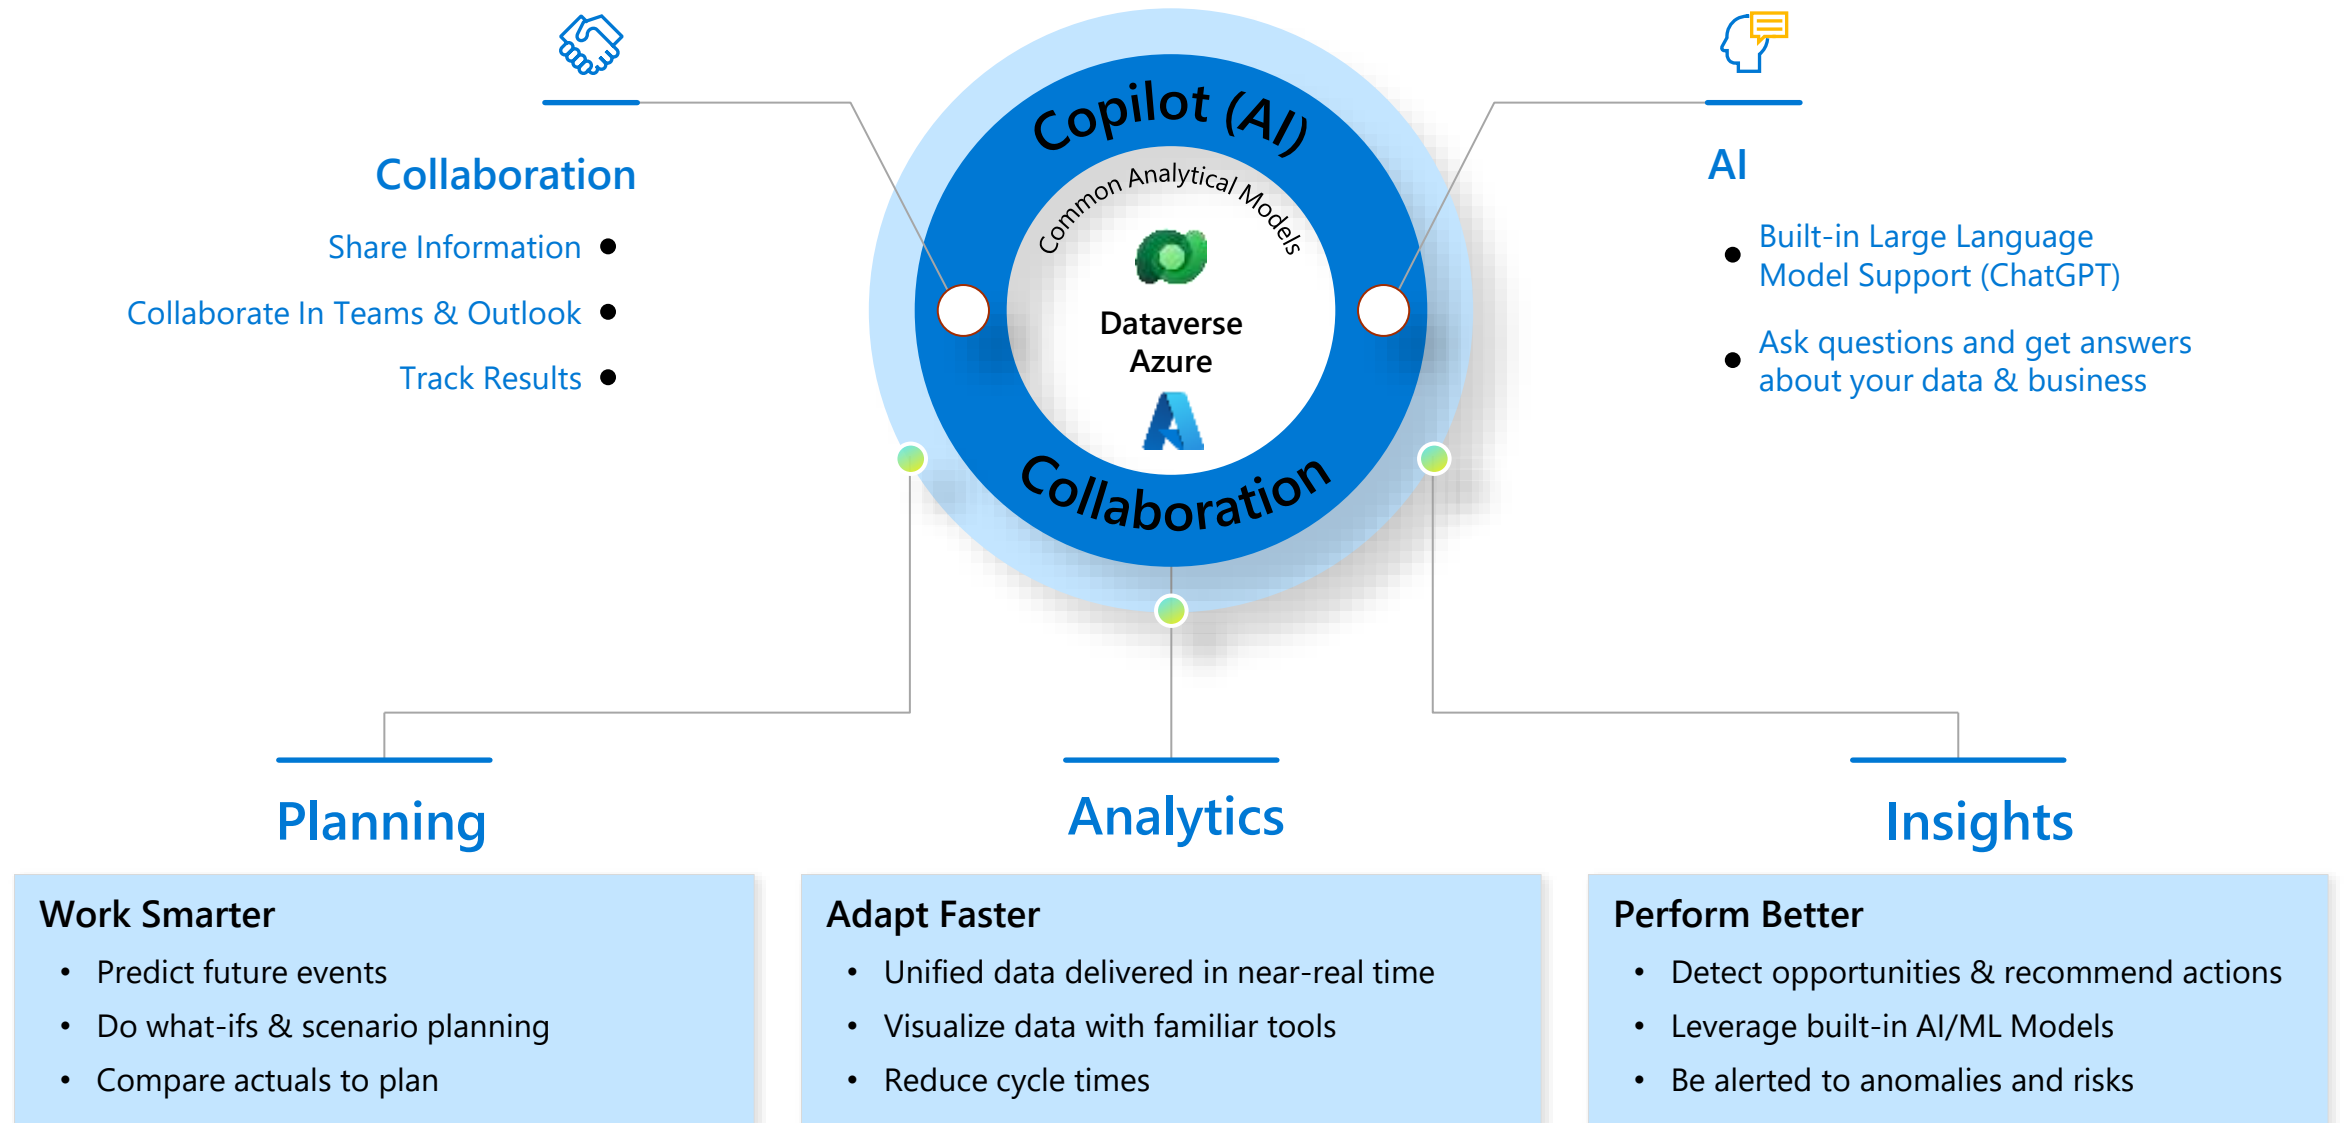 Copilot (AI)
Common Analytical Models
Dataverse
Azure
Collaboration
Collaboration
Share Information
Collaborate In Teams & Outlook
Track Results
AI
Built-in Large Language
Model Support (ChatGPT)
Ask questions and get answers
about your data & business
Planning
Work Smarter
• Predict future events
• Do what-ifs & scenario planning
• Compare actuals to plan
Analytics
Adapt Faster
• Unified data delivered in near-real time
• Visualize data with familiar tools
• Reduce cycle times
Insights
Perform Better
• Detect opportunities & recommend actions
• Leverage built-in AI/ML Models
• Be alerted to anomalies and risks